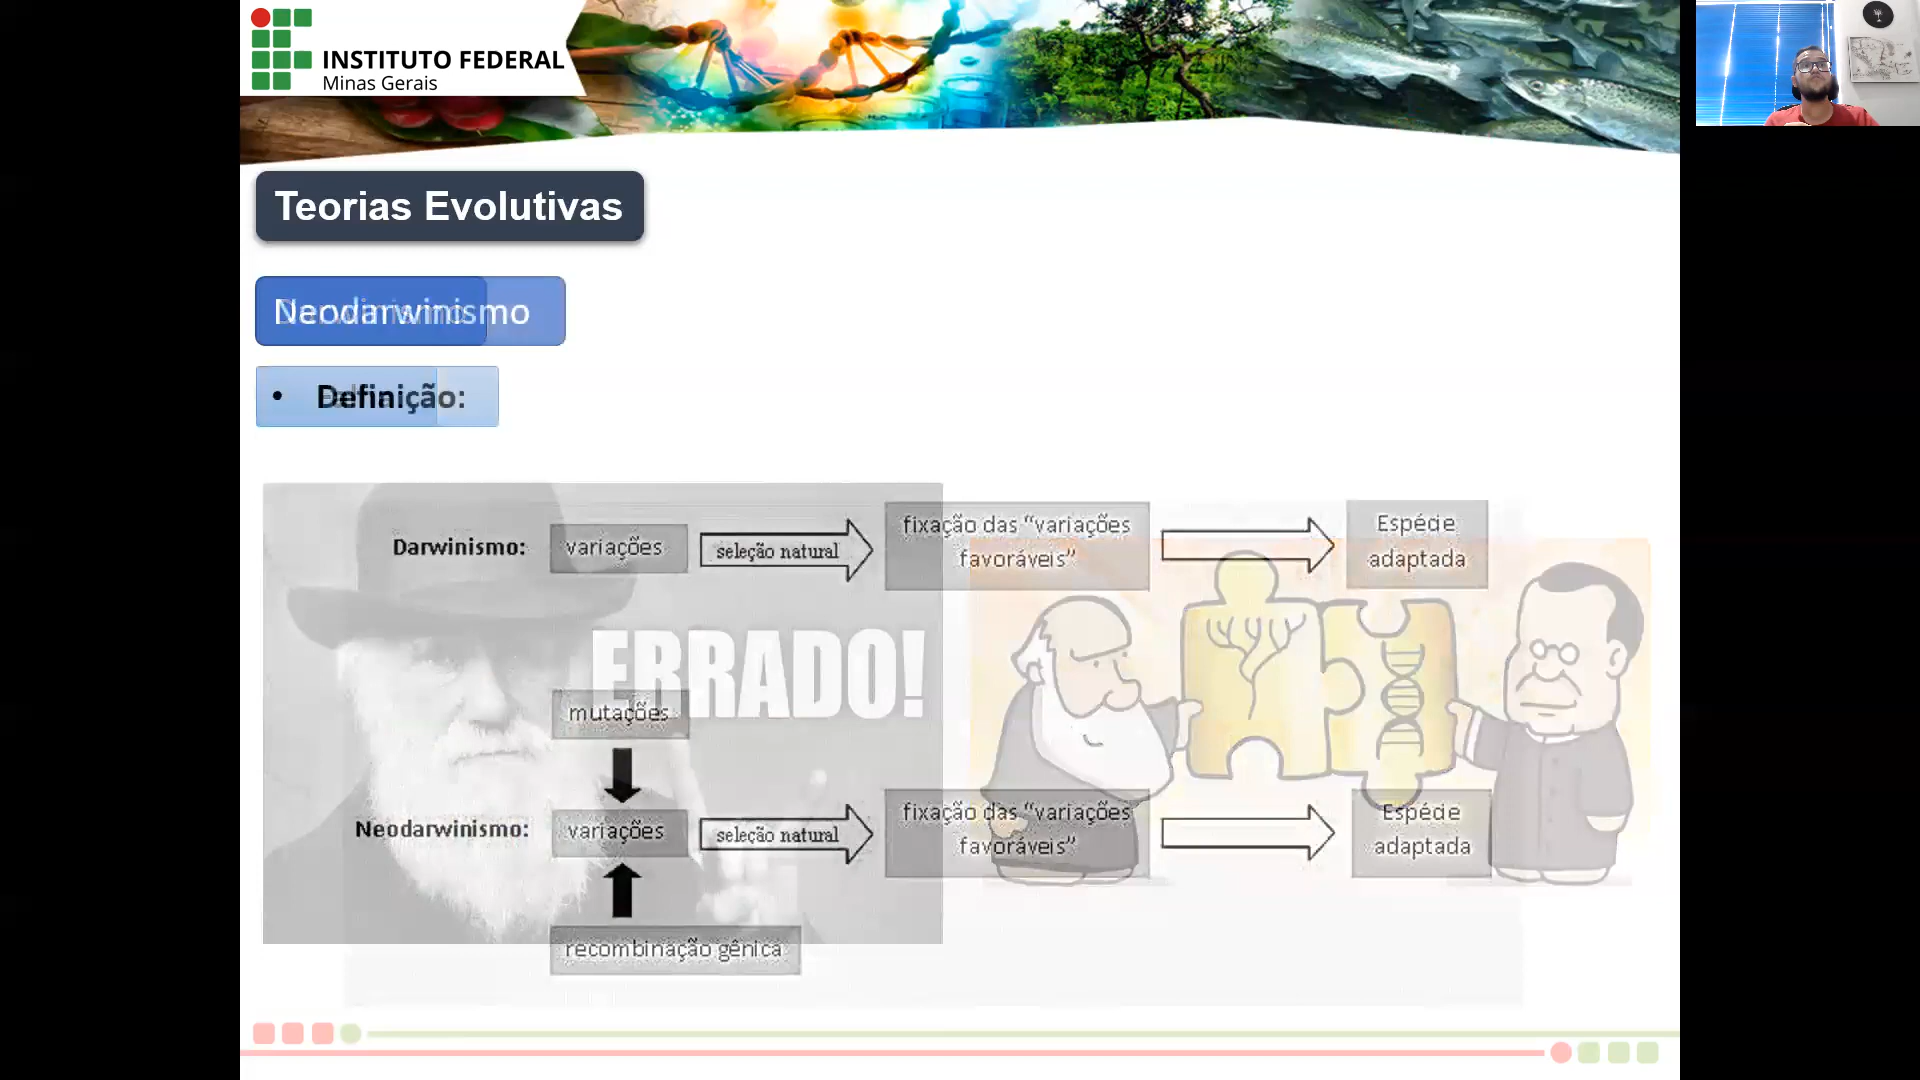 INSTITUTO FEDERAL
Minas Gerais
Teorias Evolutivas
Neodarwinismo
• Definição:
Darwinismo:
variações
seleção natural
fixação das “variações
favoráveis”
Espécie
adaptada
ERRADO!
mutações
Neodarwinismo:
variações
seleção natural
fixação das “variações
favoráveis”
Espécie
adaptada
recombinação gênica